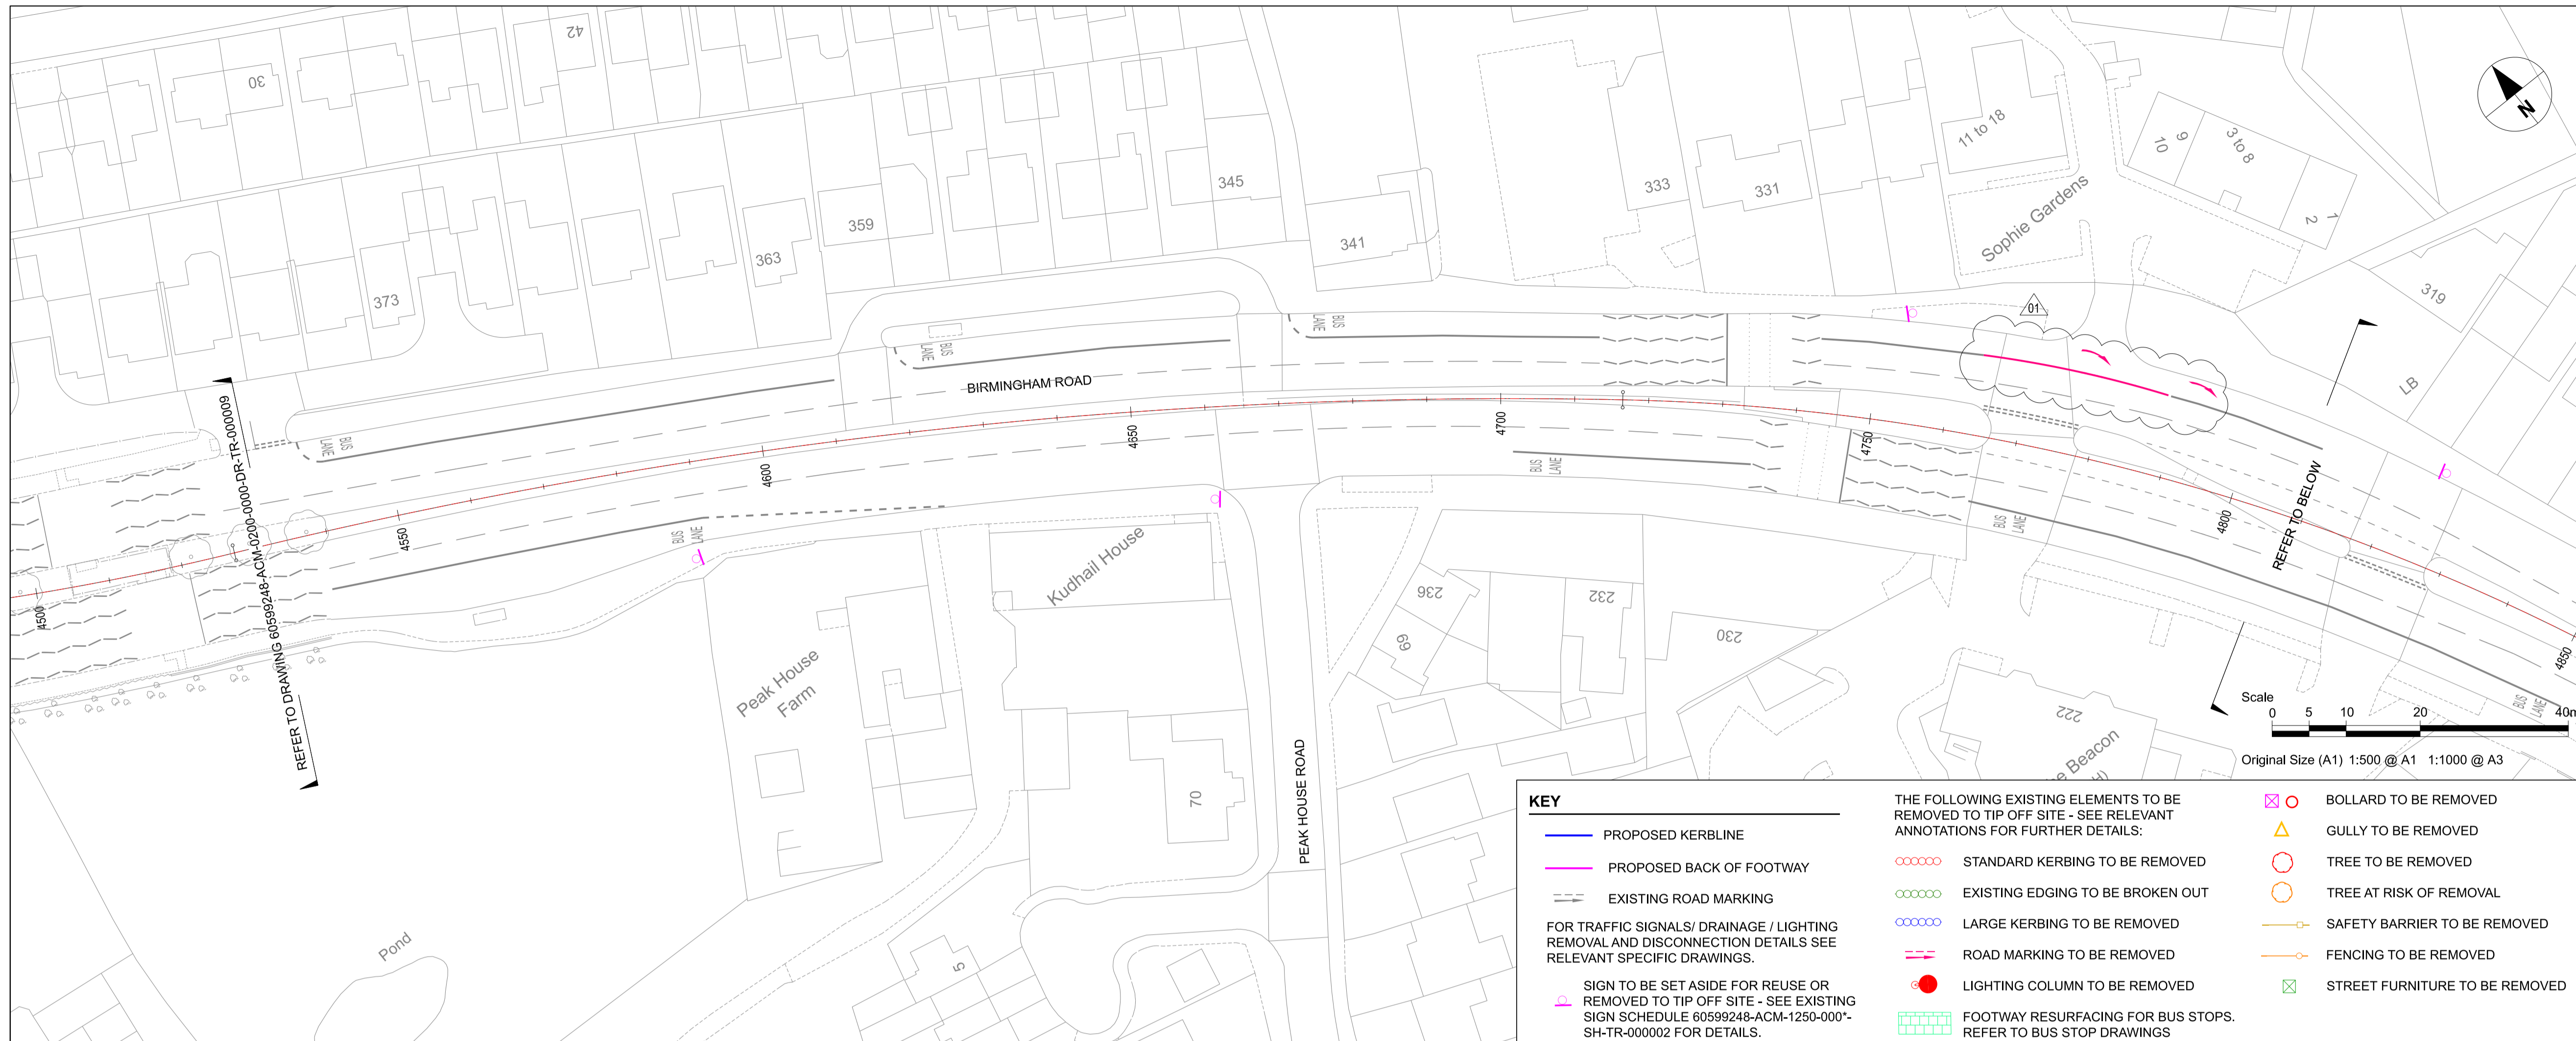 42
30
N
11 to 18
9
10
3 to 8
1
2
333
331
345
341
359
363
373
Sophie Gardens
319
01
LB
BUS
LANE
BUS
LANE
BUS
LANE
BIRMINGHAM ROAD
4500
4550
4600
4650
4700
4750
4800
4850
BUS
LANE
BUS
LANE
BUS
LANE
BUS
LANE
REFER TO DRAWING 60599248-ACM-0200-0000-DR-TR-000009
REFER TO BELOW
Kudhail House
Peak House
Farm
PEAK HOUSE ROAD
236
69
232
230
222
Beacon
70
5
Pond
Scale
0 5 10 20 40m
Original Size (A1) 1:500 @ A1 1:1000 @ A3
KEY
PROPOSED KERBLINE
PROPOSED BACK OF FOOTWAY
EXISTING ROAD MARKING
FOR TRAFFIC SIGNALS/ DRAINAGE / LIGHTING
REMOVAL AND DISCONNECTION DETAILS SEE
RELEVANT SPECIFIC DRAWINGS.
SIGN TO BE SET ASIDE FOR REUSE OR
REMOVED TO TIP OFF SITE - SEE EXISTING
SIGN SCHEDULE 60599248-ACM-1250-000*-
SH-TR-000002 FOR DETAILS.
THE FOLLOWING EXISTING ELEMENTS TO BE
REMOVED TO TIP OFF SITE - SEE RELEVANT
ANNOTATIONS FOR FURTHER DETAILS:
STANDARD KERBING TO BE REMOVED
EXISTING EDGING TO BE BROKEN OUT
LARGE KERBING TO BE REMOVED
ROAD MARKING TO BE REMOVED
LIGHTING COLUMN TO BE REMOVED
FOOTWAY RESURFACING FOR BUS STOPS.
REFER TO BUS STOP DRAWINGS
BOLLARD TO BE REMOVED
GULLY TO BE REMOVED
TREE TO BE REMOVED
TREE AT RISK OF REMOVAL
SAFETY BARRIER TO BE REMOVED
FENCING TO BE REMOVED
STREET FURNITURE TO BE REMOVED